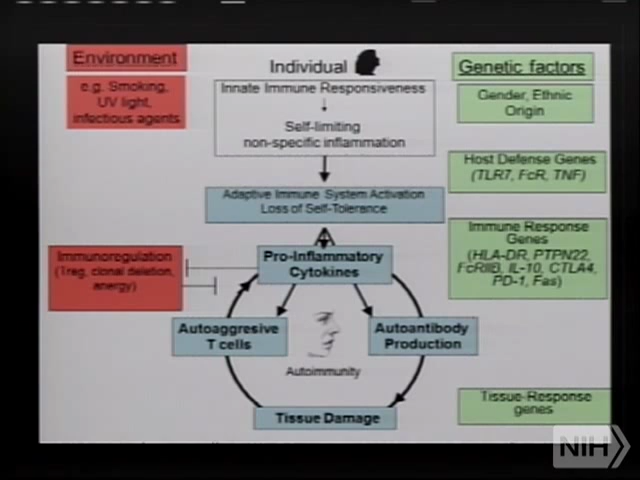 Environment
e.g. Smoking,
UV light,
infectious agents
Individual
Innate Immune Responsiveness
Self-limiting
non-specific inflammation
Adaptive Immune System Activation
Loss of Self-Tolerance
Immunoregulation
(Treg, clonal deletion,
anergy)
Pro-Inflammatory
Cytokines
Autoaggresive
T cells
Autoantibody
Production
Autoimmunity
Tissue Damage
Genetic factors
Gender, Ethnic
Origin
Host Defense Genes
(TLR7, FcR, TNF)
Immune Response
Genes
(HLA-DR, PTPN22,
FcRIIB, IL-10, CTLA4,
PD-1, Fas)
Tissue-Response
genes
NIH